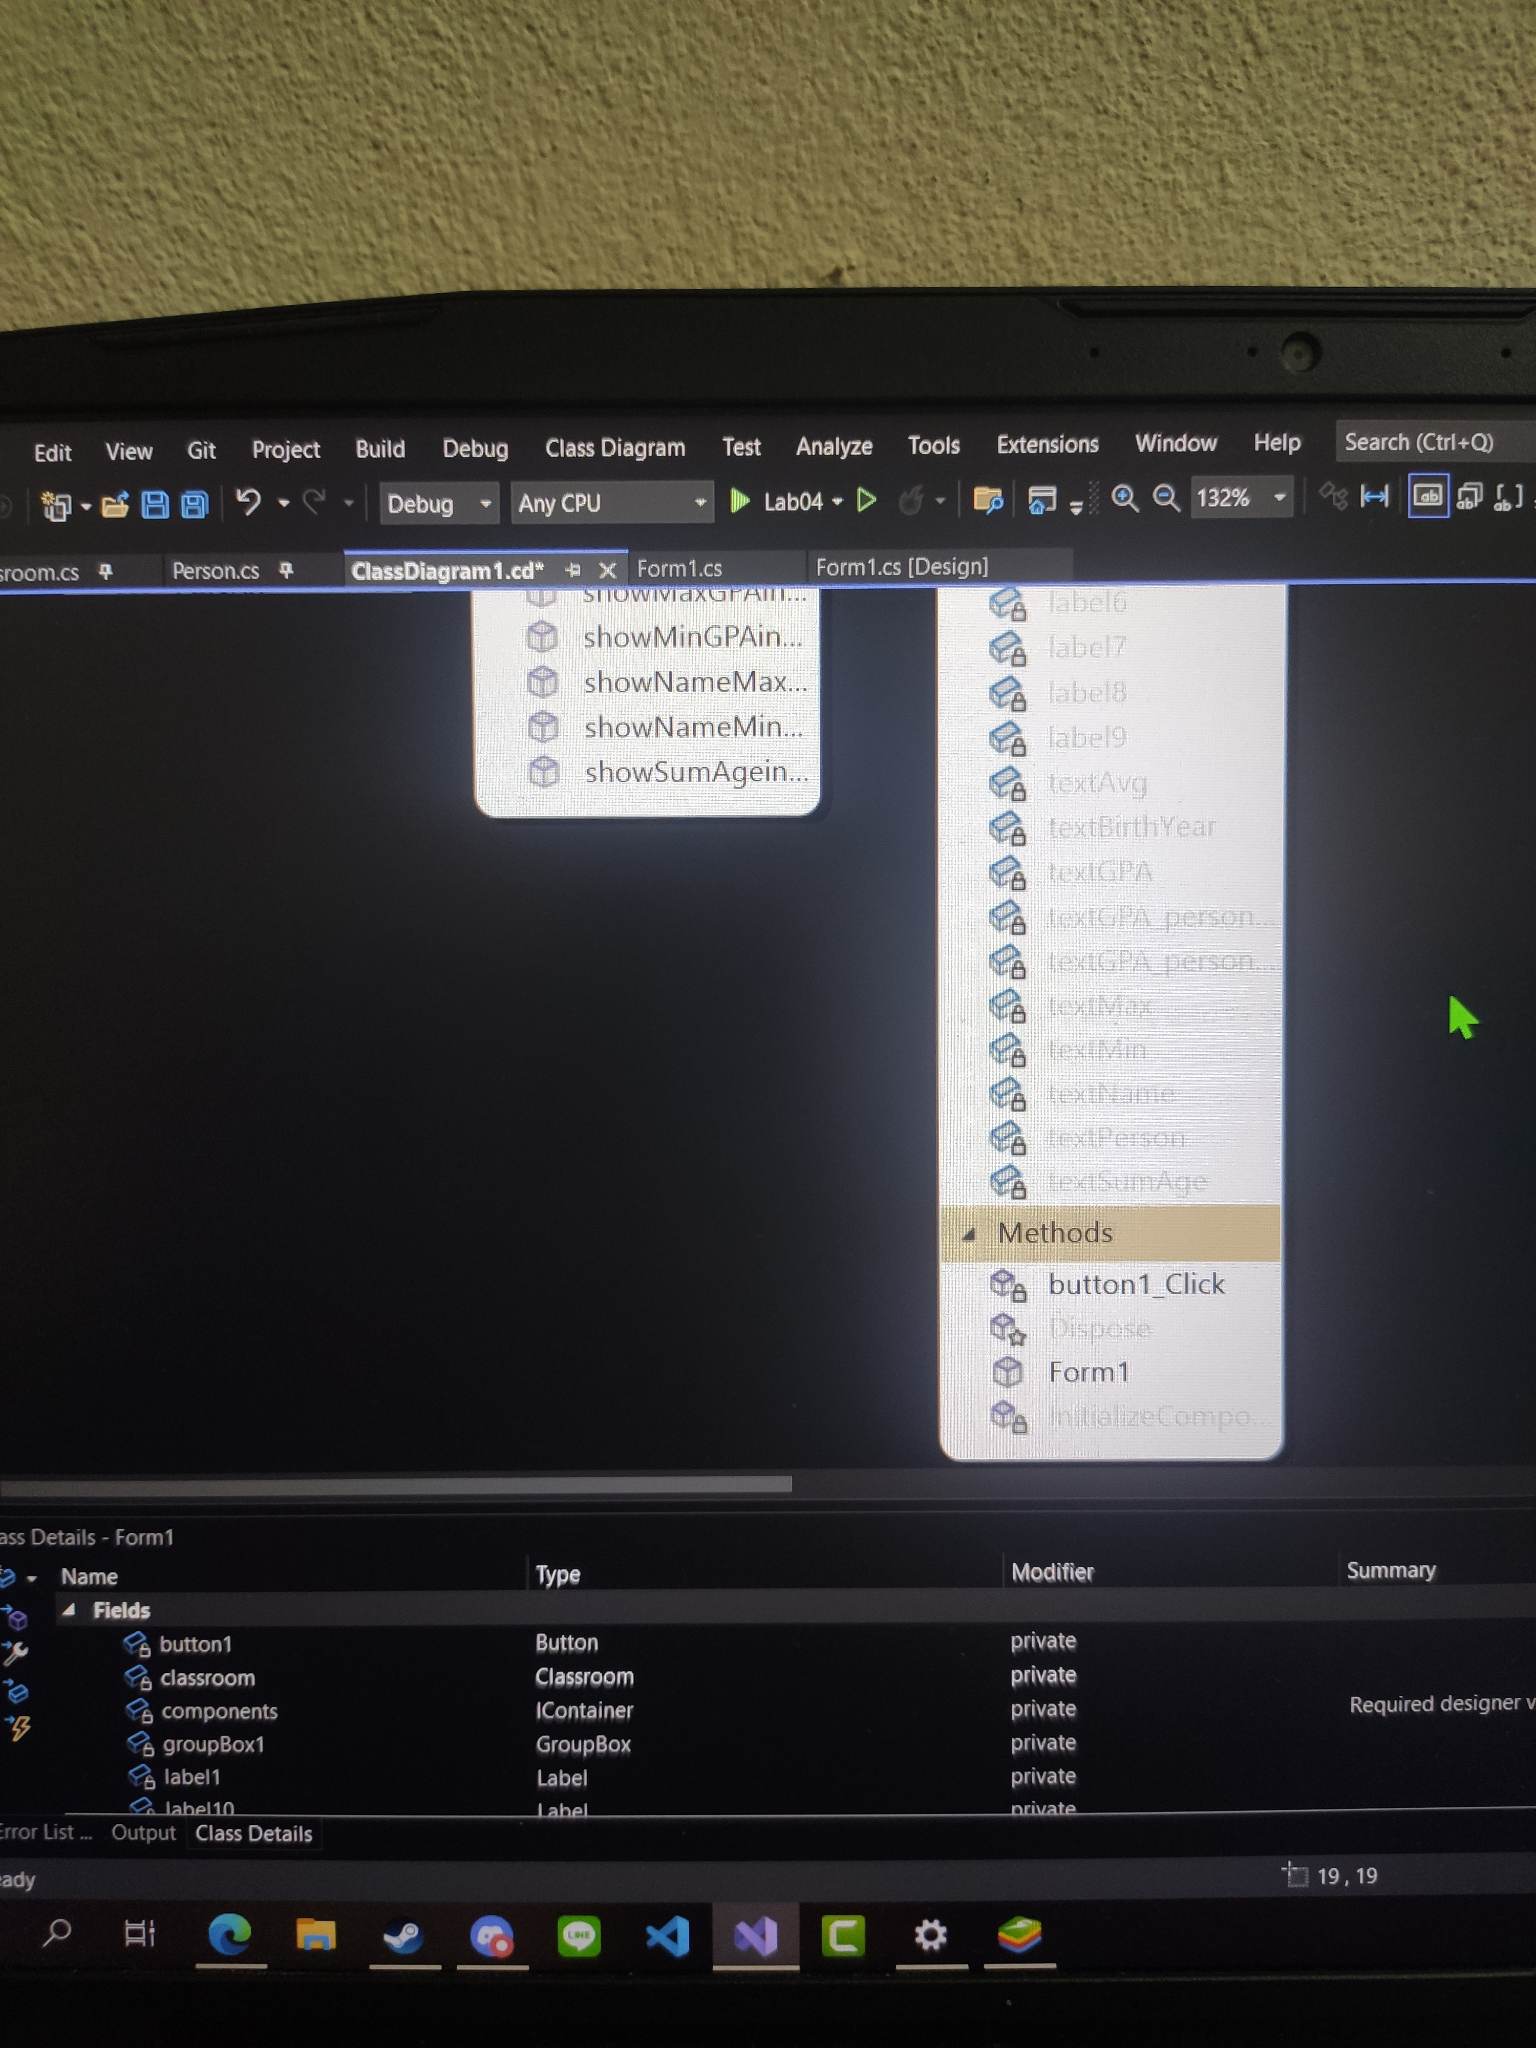 Edit View Git Project Build Debug Class Diagram Test Analyze Tools Extensions Window Help Search (Ctrl+Q)
Debug Any CPU Lab04 132%
sroom.cs Person.cs ClassDiagram1.cd* Form1.cs Form1.cs [Design]
showMaxGPAin...
showMinGPAin...
showNameMax...
showNameMin...
showSumAgein...
label6
label7
label8
label9
textAvg
textBirthYear
textGPA
textGPA_person...
textGPA_person...
textMax
textMin
textName
textPerson
textSumAge
Methods
button1_Click
Dispose
Form1
InitializeCompo...
ass Details - Form1
Name Type Modifier Summary
Fields
button1 Button private
classroom Classroom private
components IContainer private Required designer v
groupBox1 GroupBox private
label1 Label private
label10 Label private
Error List ... Output Class Details
eady 19 , 19
LINE